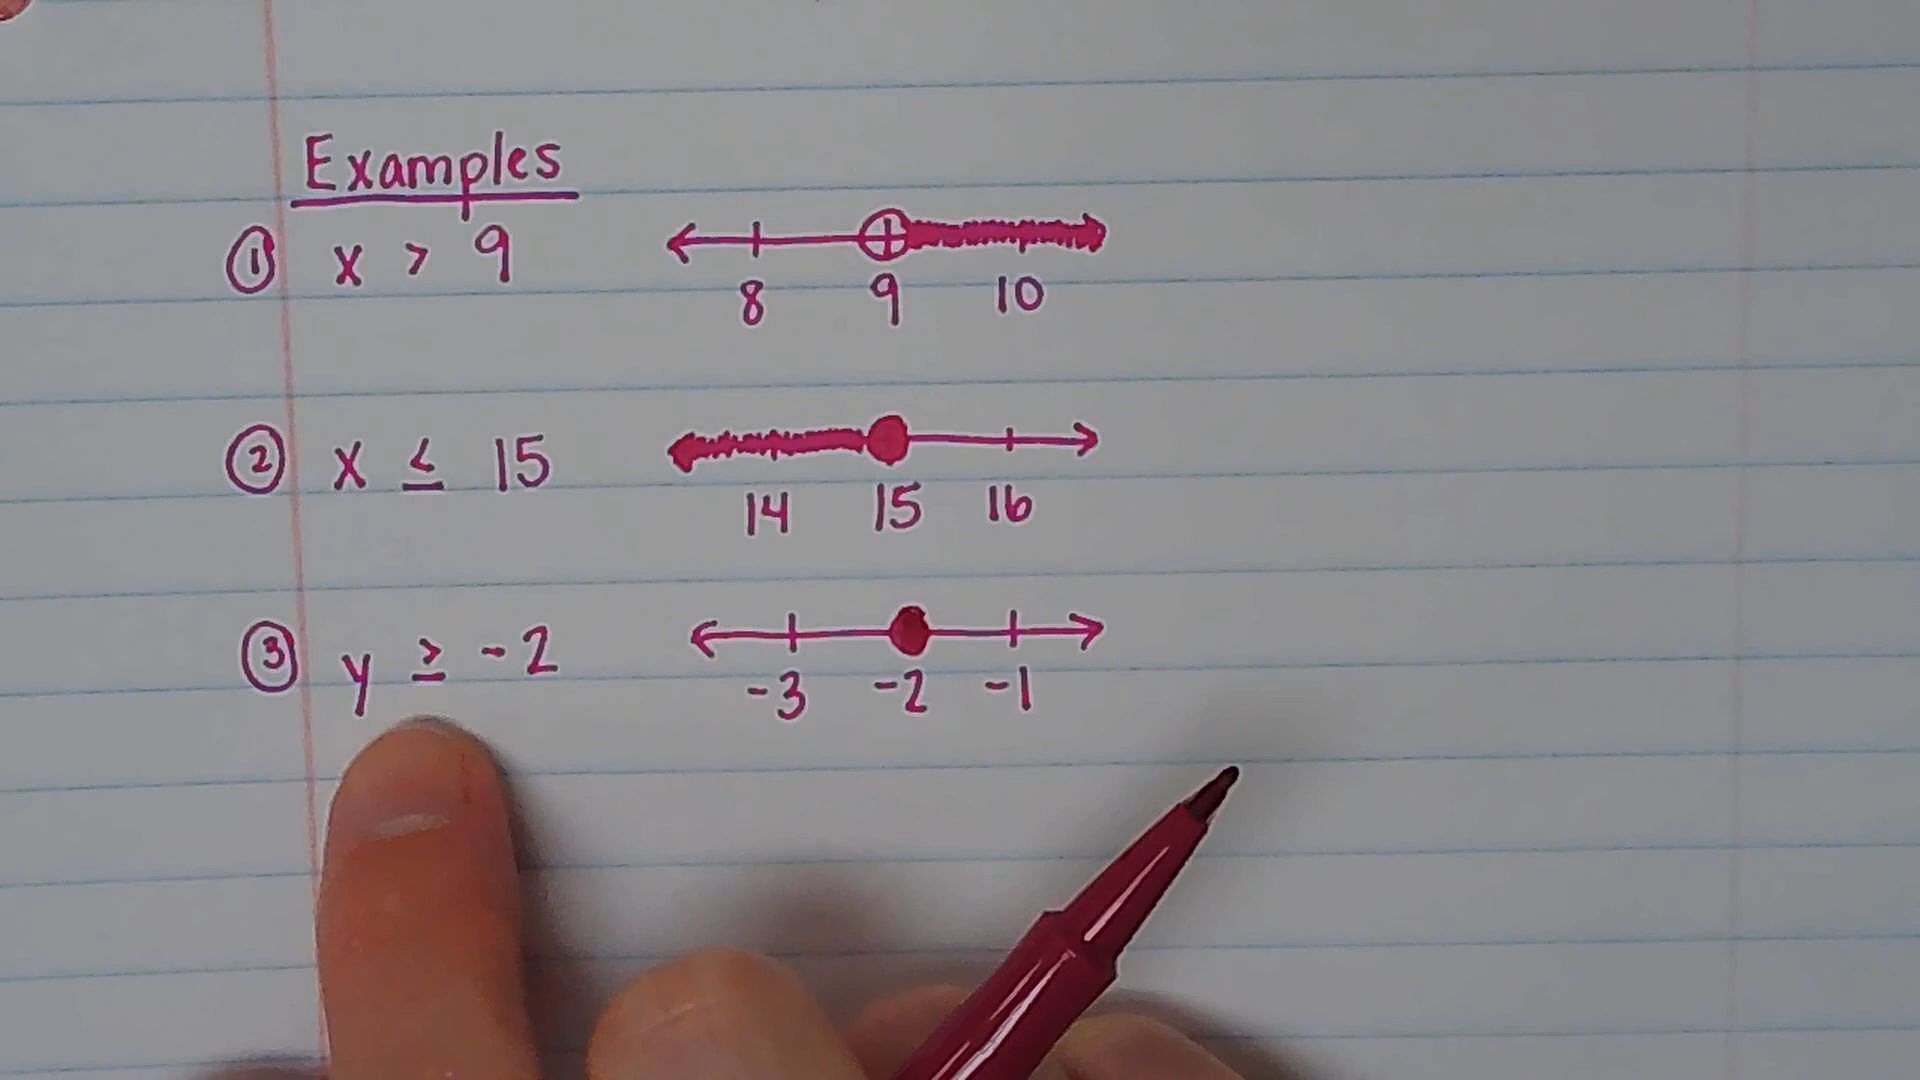 Examples
① x > 9
8 9 10
② x ≤ 15
14 15 16
③ y ≥ -2
-3 -2 -1